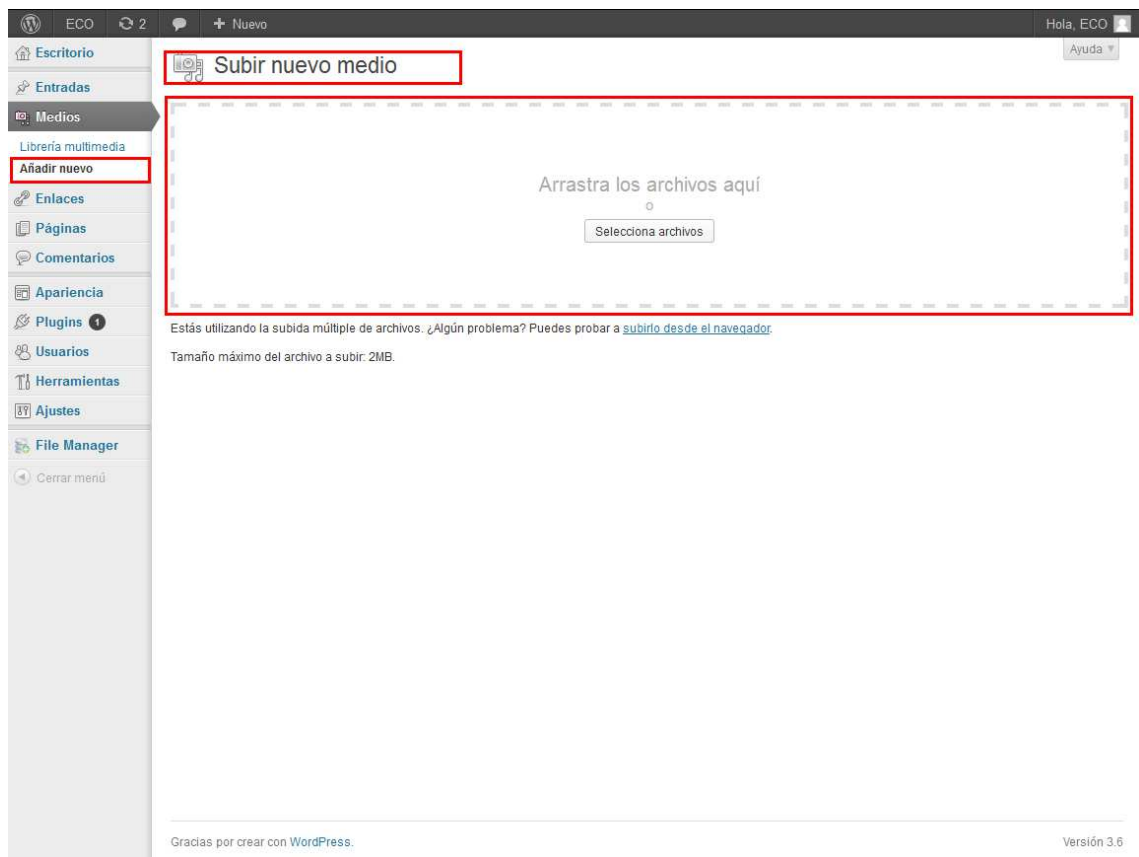 ECO 2 + Nuevo Hola, ECO
Ayuda
Escritorio
Entradas
Medios
Librería multimedia
Añadir nuevo
Enlaces
Páginas
Comentarios
Apariencia
Plugins 1
Usuarios
Herramientas
Ajustes
File Manager
Cerrar menú
Subir nuevo medio
Arrastra los archivos aquí
o
Selecciona archivos
Estás utilizando la subida múltiple de archivos. ¿Algún problema? Puedes probar a subirlo desde el navegador.
Tamaño máximo del archivo a subir: 2MB.
Gracias por crear con WordPress. Versión 3.6